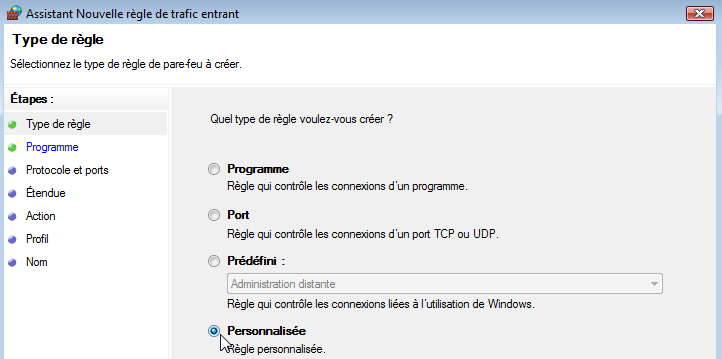 Assistant Nouvelle règle de trafic entrant
Type de règle
Sélectionnez le type de règle de pare-feu à créer.
Étapes :
Type de règle
Programme
Protocole et ports
Étendue
Action
Profil
Nom
Quel type de règle voulez-vous créer ?
Programme
Règle qui contrôle les connexions d'un programme.
Port
Règle qui contrôle les connexions d'un port TCP ou UDP.
Prédéfini :
Administration distante
Règle qui contrôle les connexions liées à l'utilisation de Windows.
Personnalisée
Règle personnalisée.